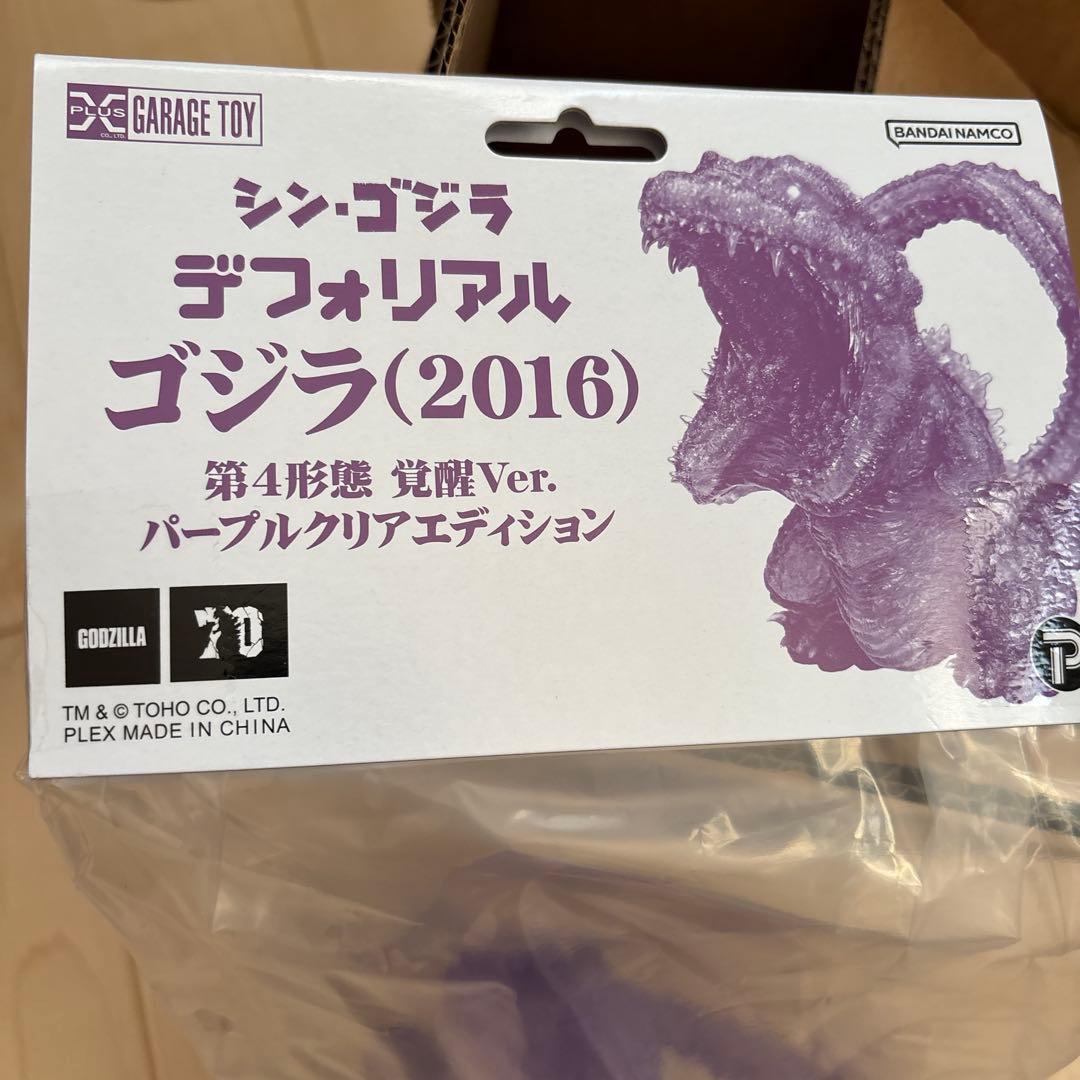 X PLUS CO., LTD. GARAGE TOY
BANDAI NAMCO
シン・ゴジラ
デフォリアル
ゴジラ(2016)
第4形態 覚醒Ver.
パープルクリアエディション
GODZILLA 70
TM & © TOHO CO., LTD.
PLEX MADE IN CHINA
P